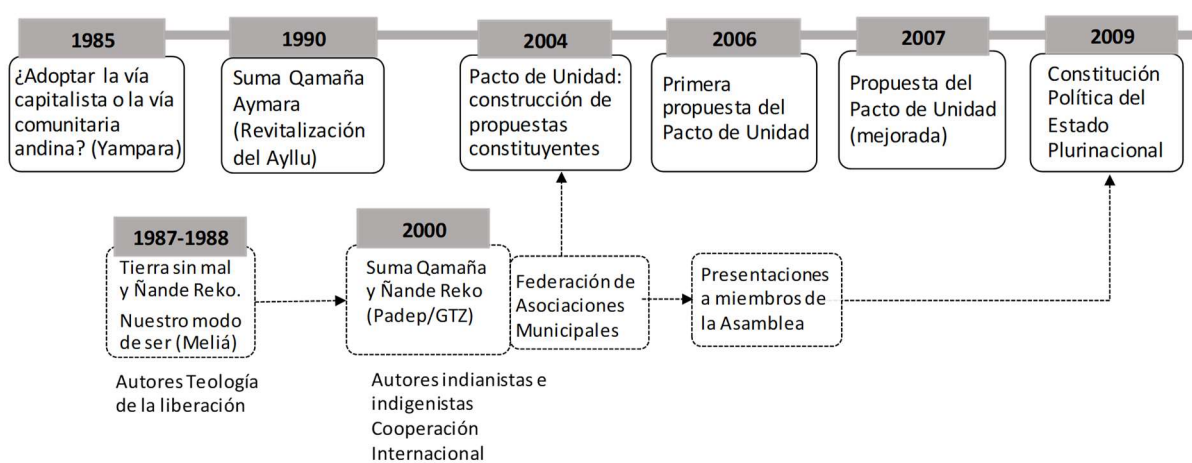 1985
¿Adoptar la vía
capitalista o la vía
comunitaria
andina? (Yampara)
1990
Suma Qamaña
Aymara
(Revitalización
del Ayllu)
2004
Pacto de Unidad:
construcción de
propuestas
constituyentes
2006
Primera
propuesta del
Pacto de Unidad
2007
Propuesta del
Pacto de Unidad
(mejorada)
2009
Constitución
Política del
Estado
Plurinacional
1987-1988
Tierra sin mal
y Ñande Reko.
Nuestro modo
de ser (Meliá)
Autores Teología
de la liberación
2000
Suma Qamaña
y Ñande Reko
(Padep/GTZ)
Autores indianistas e
indigenistas
Cooperación
Internacional
Federación de
Asociaciones
Municipales
Presentaciones
a miembros de
la Asamblea